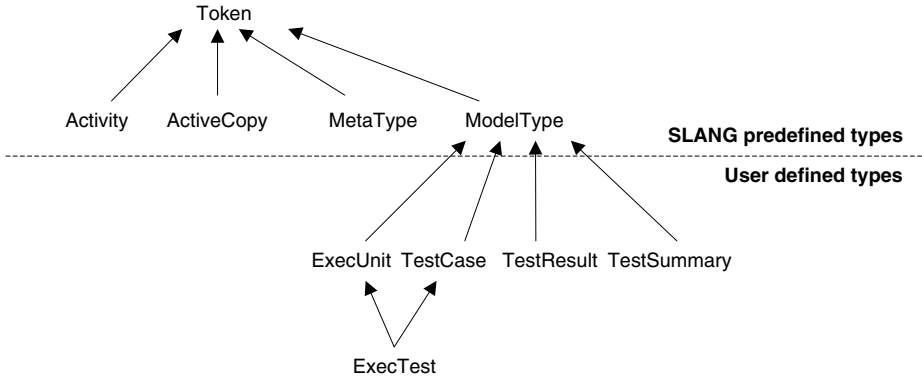 Token
Activity ActiveCopy MetaType ModelType
SLANG predefined types
User defined types
ExecUnit TestCase TestResult TestSummary
ExecTest